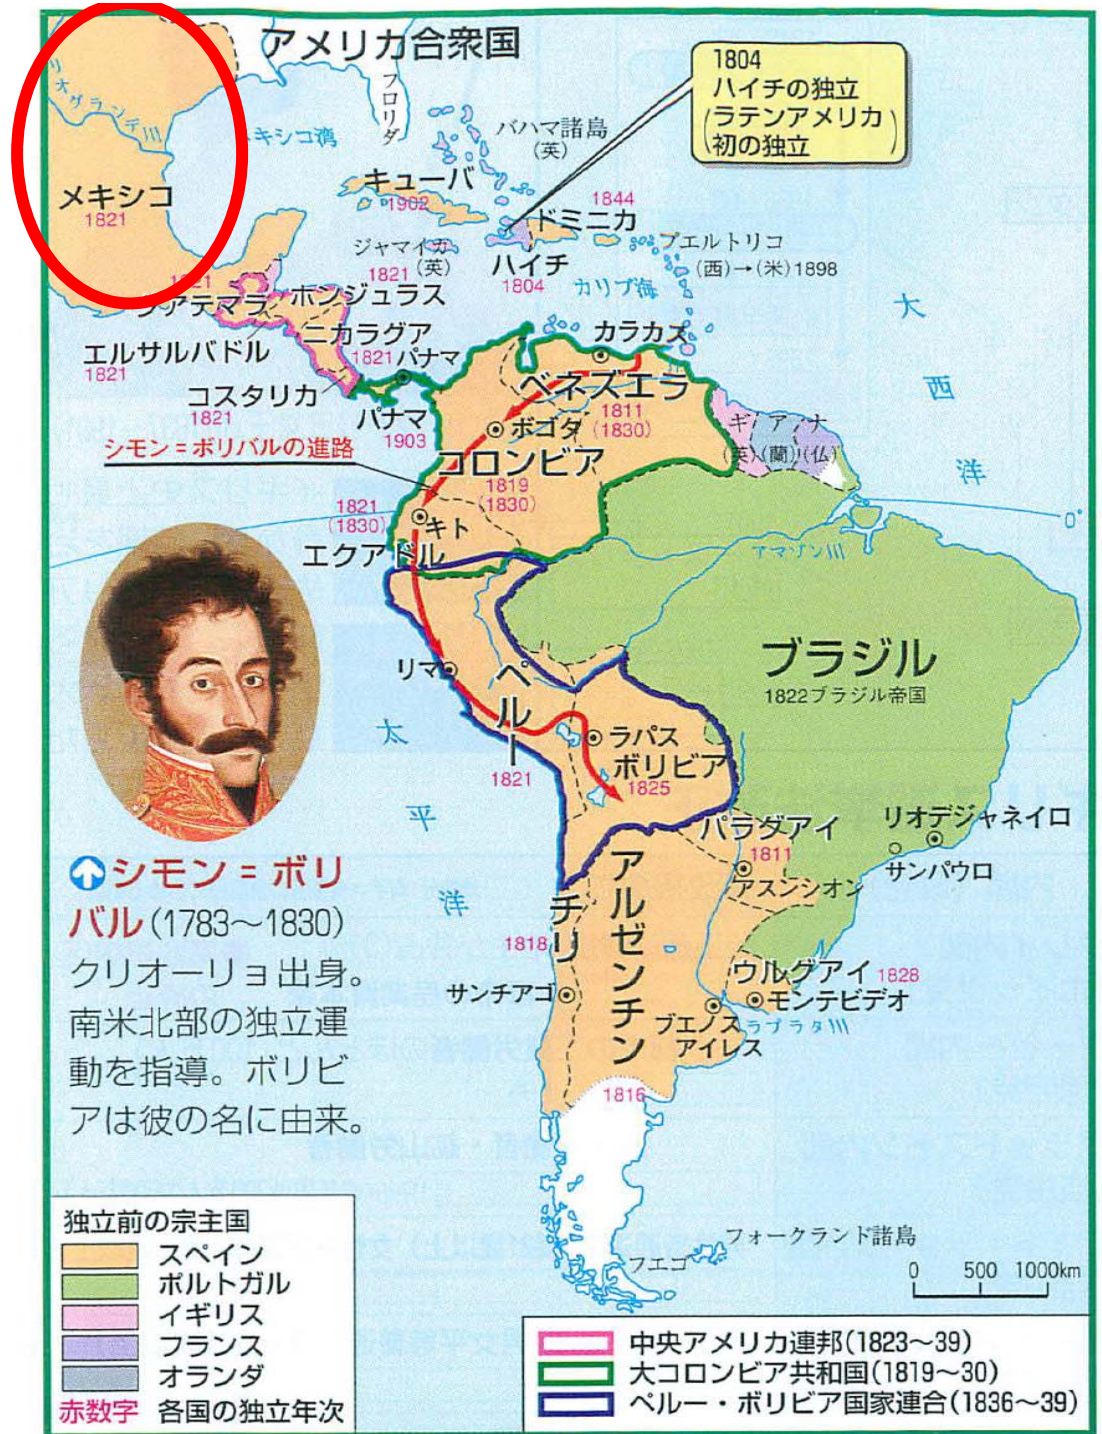 アメリカ合衆国
1804
ハイチの独立
(ラテンアメリカ
初の独立)
リオグランデ川
フロリダ
メキシコ湾
バハマ諸島
(英)
メキシコ
1821
キューバ
1902
1844
ドミニカ
プエルトリコ
(西)→(米)1898
ジャマイカ
(英)
ハイチ
1804
カリブ海
1821
グアテマラ
1821
ホンジュラス
ニカラグア
1821
エルサルバドル
1821
コスタリカ
1821
パナマ
パナマ
1903
カラカス
ベネズエラ
1811
(1830)
ボゴタ
コロンビア
1819
(1830)
シモン=ボリバルの進路
ギアナ
(英)(蘭)(仏)
大西洋
1821
(1830)
キト
エクアドル
0°
アマゾン川
ブラジル
1822ブラジル帝国
リマ
ペルー
1821
太平洋
ラパス
ボリビア
1825
パラグアイ
1811
アスンシオン
リオデジャネイロ
サンパウロ
アルゼンチン
1816
チリ
1818
サンチアゴ
ウルグアイ 1828
モンテビデオ
ブエノス
アイレス
ラプラタ川
フォークランド諸島
フエゴ
0 500 1000km
シモン=ボリ
バル(1783〜1830)
クリオーリョ出身。
南米北部の独立運
動を指導。ボリビ
アは彼の名に由来。
独立前の宗主国
スペイン
ポルトガル
イギリス
フランス
オランダ
赤数字 各国の独立年次
中央アメリカ連邦(1823〜39)
大コロンビア共和国(1819〜30)
ペルー・ボリビア国家連合(1836〜39)